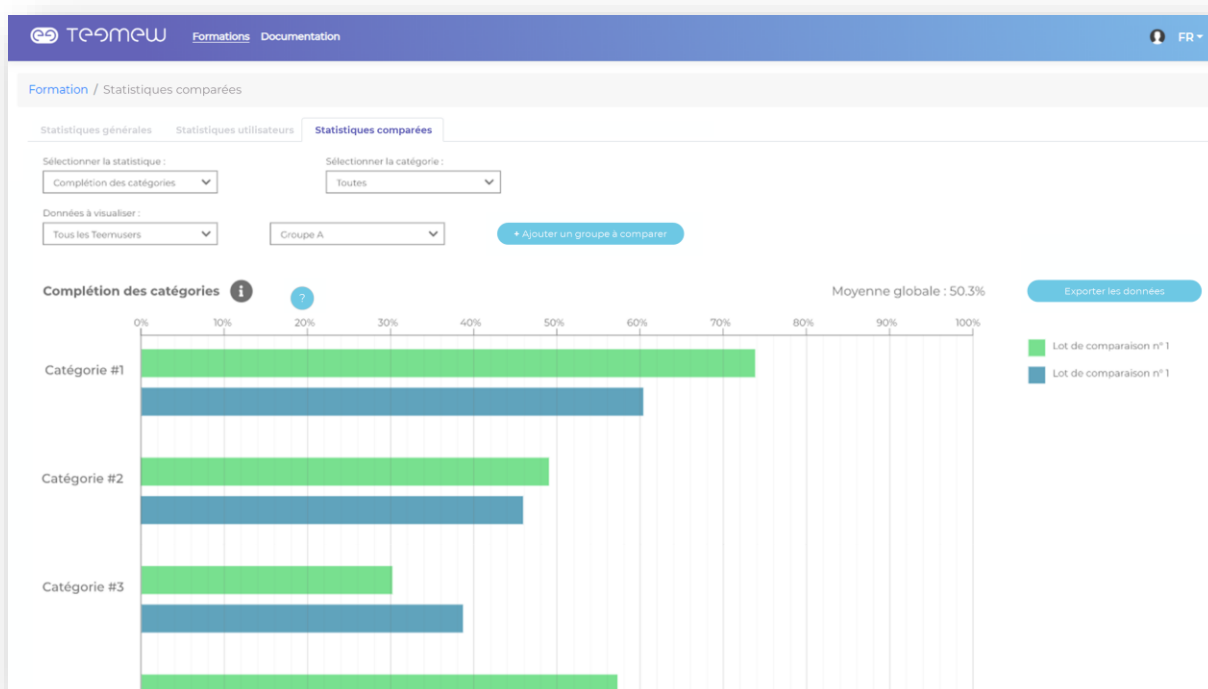 TEEMEW Formations Documentation FR
Formation / Statistiques comparées
Statistiques générales Statistiques utilisateurs Statistiques comparées
Sélectionner la statistique : Sélectionner la catégorie :
Complétion des catégories Toutes
Données à visualiser :
Tous les Teemusers Groupe A + Ajouter un groupe à comparer
Complétion des catégories i ? Moyenne globale : 50.3% Exporter les données
0% 10% 20% 30% 40% 50% 60% 70% 80% 90% 100%
Lot de comparaison n° 1
Catégorie #1
Lot de comparaison n° 1
Catégorie #2
Catégorie #3